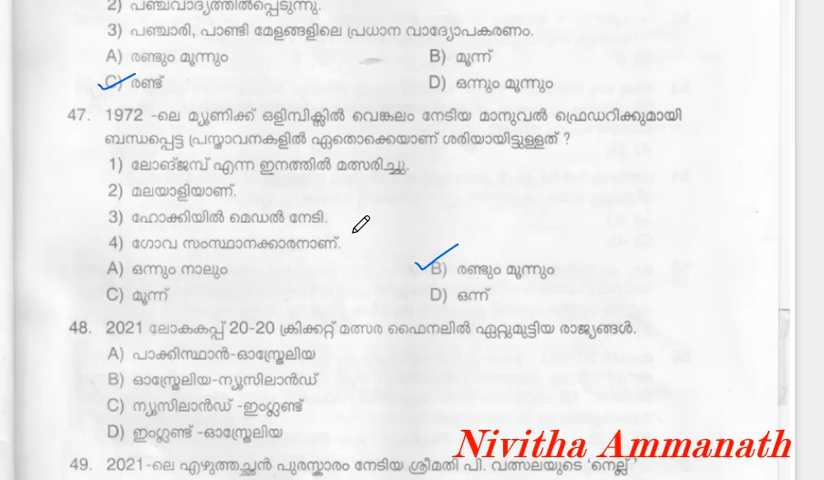 2) പഞ്ചവാദ്യത്തിൽപ്പെടുന്നു.
3) പഞ്ചാരി, പാണ്ടി മേളങ്ങളിലെ പ്രധാന വാദ്യോപകരണം.
A) രണ്ടും മൂന്നും B) മൂന്ന്
C) രണ്ട് D) ഒന്നും മൂന്നും
47. 1972 -ലെ മ്യൂണിക്ക് ഒളിമ്പിക്സിൽ വെങ്കലം നേടിയ മാനുവൽ ഫ്രെഡറിക്കുമായി
ബന്ധപ്പെട്ട പ്രസ്താവനകളിൽ ഏതൊക്കെയാണ് ശരിയായിട്ടുള്ളത് ?
1) ലോങ്ജമ്പ് എന്ന ഇനത്തിൽ മത്സരിച്ചു.
2) മലയാളിയാണ്.
3) ഹോക്കിയിൽ മെഡൽ നേടി.
4) ഗോവ സംസ്ഥാനക്കാരനാണ്.
A) ഒന്നും നാലും B) രണ്ടും മൂന്നും
C) മൂന്ന് D) ഒന്ന്
48. 2021 ലോകകപ്പ് 20-20 ക്രിക്കറ്റ് മത്സര ഫൈനലിൽ ഏറ്റുമുട്ടിയ രാജ്യങ്ങൾ.
A) പാക്കിസ്ഥാൻ-ഓസ്ട്രേലിയ
B) ഓസ്ട്രേലിയ-ന്യൂസിലാൻഡ്
C) ന്യൂസിലാൻഡ് -ഇംഗ്ലണ്ട്
D) ഇംഗ്ലണ്ട് -ഓസ്ട്രേലിയ
Nivitha Ammanath
49. 2021-ലെ എഴുത്തച്ഛൻ പുരസ്കാരം നേടിയ ശ്രീമതി പി. വത്സലയുടെ 'നെല്ല്'